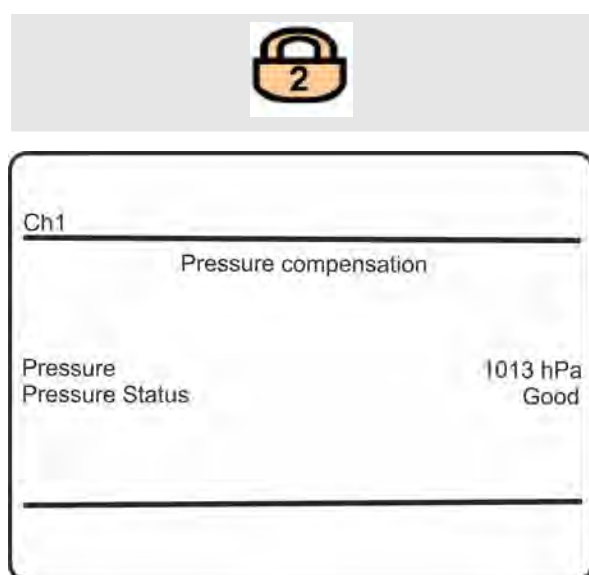 2
Ch1
Pressure compensation
Pressure 1013 hPa
Pressure Status Good